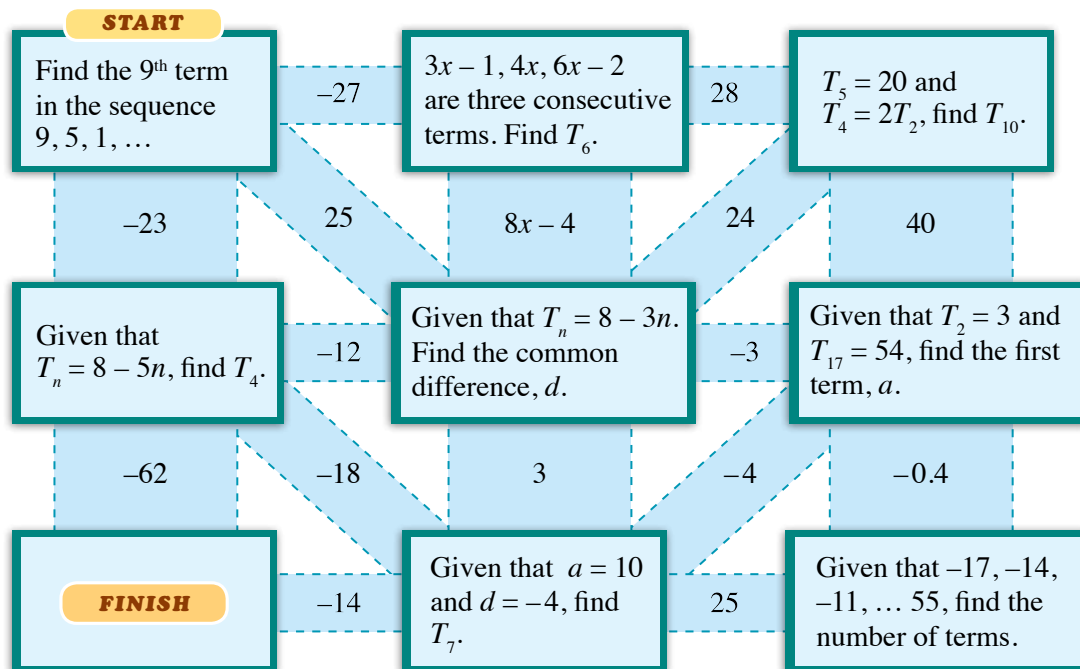 START
Find the 9th term
in the sequence
9, 5, 1, …
–27
3x – 1, 4x, 6x – 2
are three consecutive
terms. Find T₆.
28
T₅ = 20 and
T₄ = 2T₂, find T₁₀.
–23
25
8x – 4
24
40
Given that
Tₙ = 8 – 5n, find T₄.
–12
Given that Tₙ = 8 – 3n.
Find the common
difference, d.
–3
Given that T₂ = 3 and
T₁₇ = 54, find the first
term, a.
–62
–18
3
–4
–0.4
FINISH
–14
Given that a = 10
and d = –4, find
T₇.
25
Given that –17, –14,
–11, … 55, find the
number of terms.